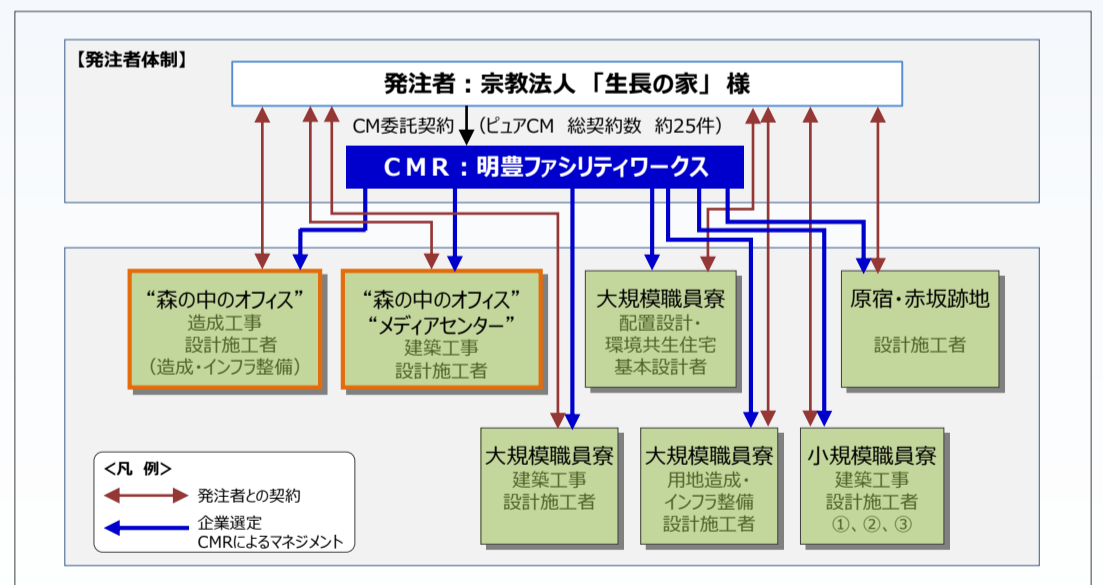 【発注者体制】
発注者：宗教法人 「生長の家」 様
CM委託契約 （ピュアCM 総契約数 約25件）
CMR：明豊ファシリティワークス
“森の中のオフィス”
造成工事
設計施工者
（造成・インフラ整備）
“森の中のオフィス”
“メディアセンター”
建築工事
設計施工者
大規模職員寮
配置設計・
環境共生住宅
基本設計者
原宿・赤坂跡地
設計施工者
大規模職員寮
建築工事
設計施工者
大規模職員寮
用地造成・
インフラ整備
設計施工者
小規模職員寮
建築工事
設計施工者
①、②、③
＜凡 例＞
発注者との契約
企業選定
CMRによるマネジメント